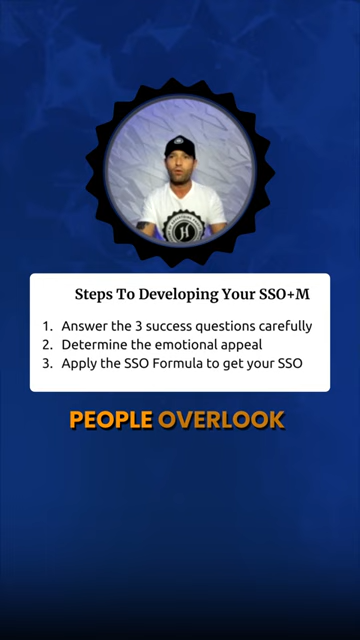 Steps To Developing Your SSO+M
1. Answer the 3 success questions carefully
2. Determine the emotional appeal
3. Apply the SSO Formula to get your SSO
PEOPLE OVERLOOK